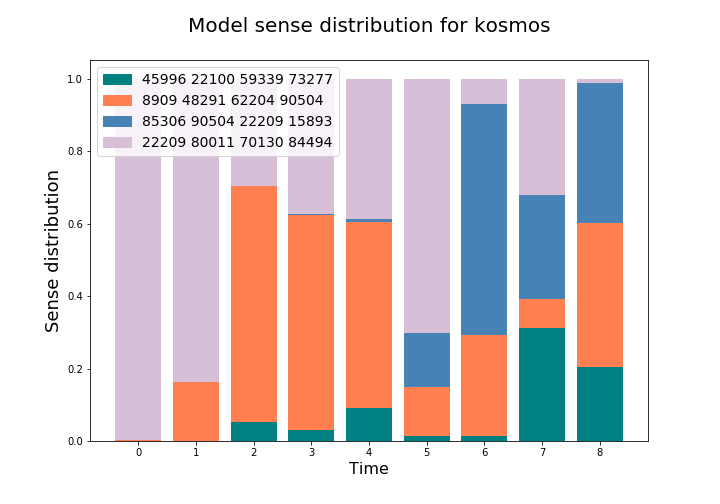 Model sense distribution for kosmos
45996 22100 59339 73277
8909 48291 62204 90504
85306 90504 22209 15893
22209 80011 70130 84494
Sense distribution
1.0
0.8
0.6
0.4
0.2
0.0
0 1 2 3 4 5 6 7 8
Time